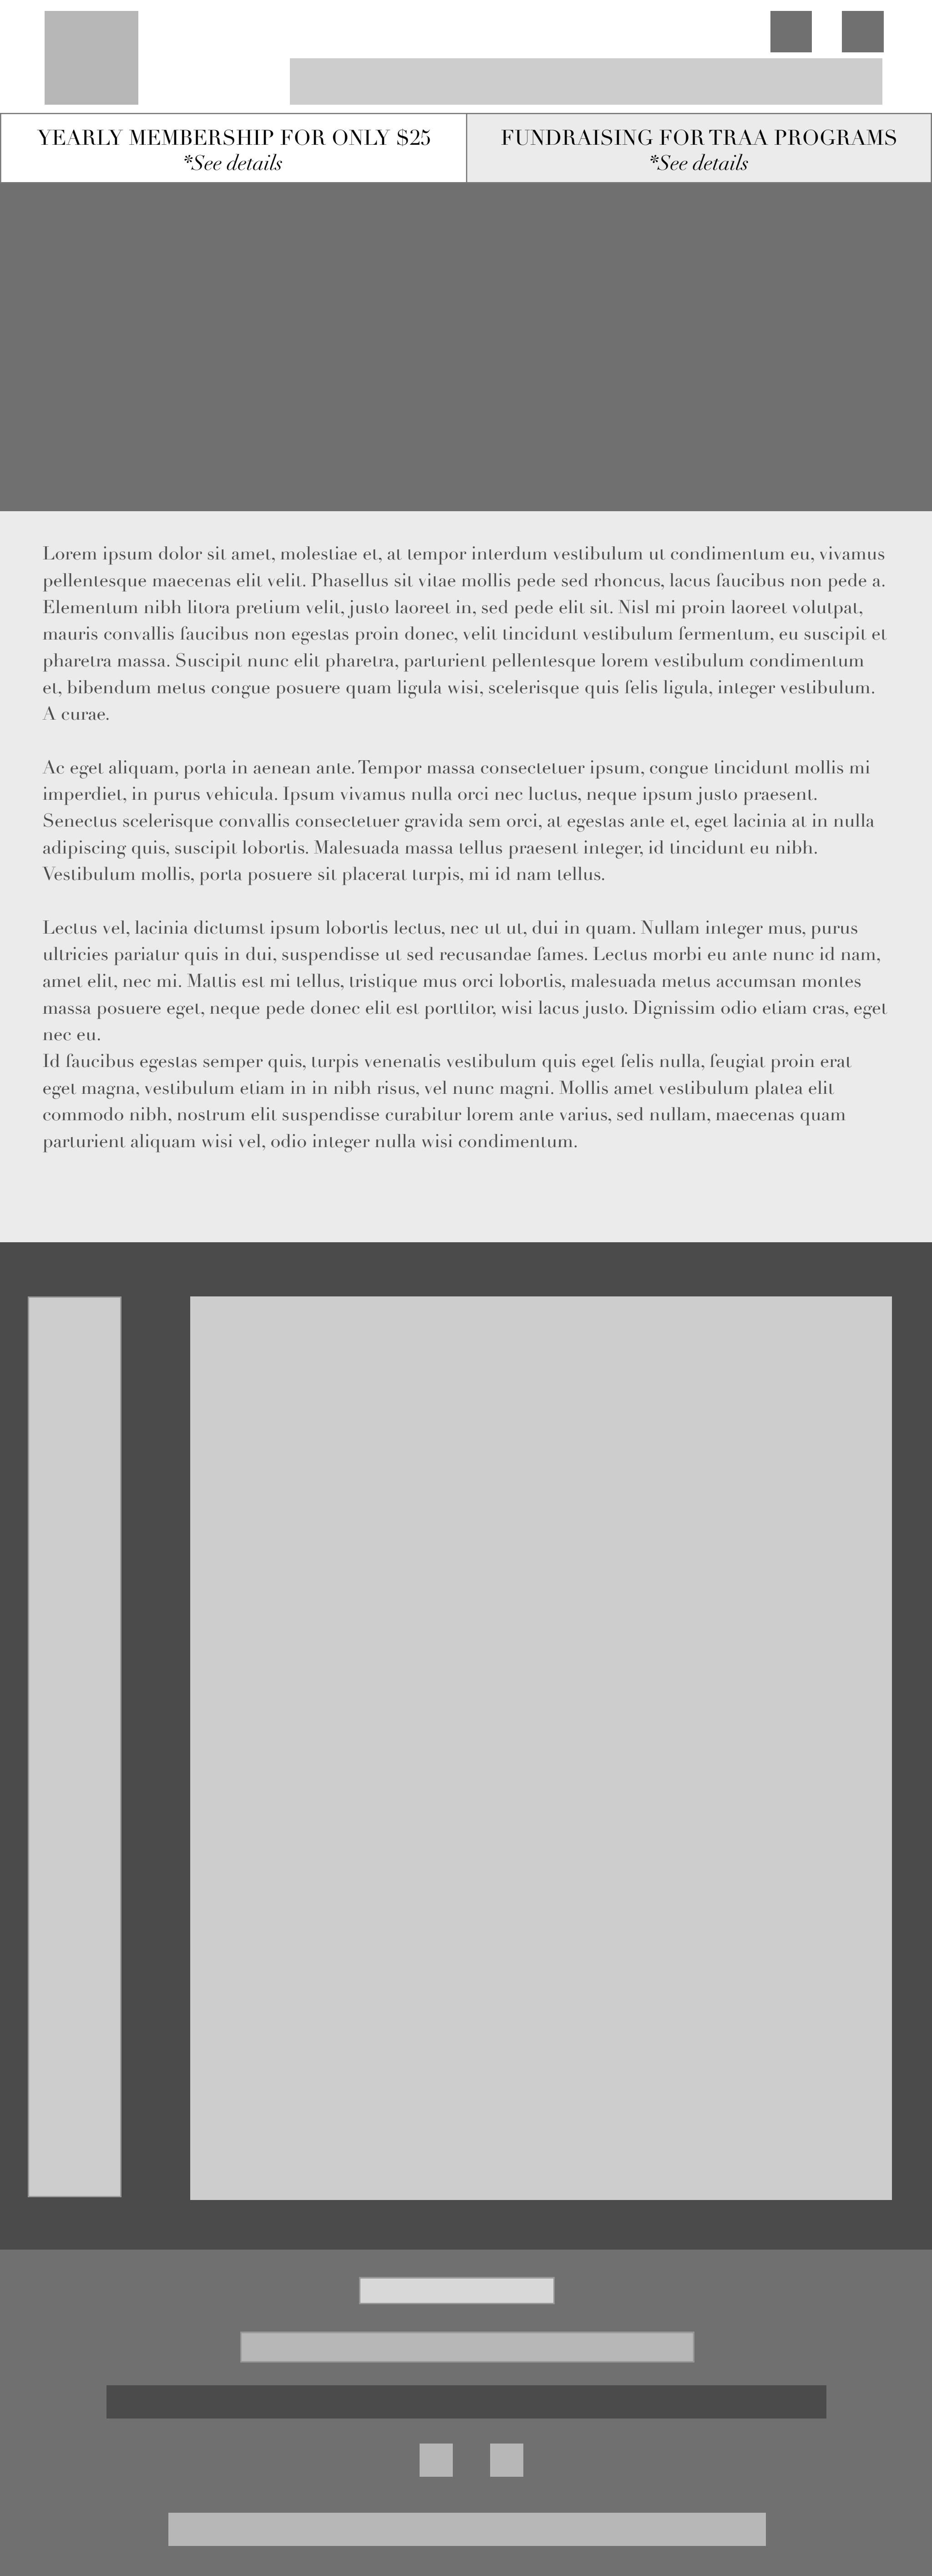 YEARLY MEMBERSHIP FOR ONLY $25
*See details
FUNDRAISING FOR TRAA PROGRAMS
*See details
Lorem ipsum dolor sit amet, molestiae et, at tempor interdum vestibulum ut condimentum eu, vivamus
pellentesque maecenas elit velit. Phasellus sit vitae mollis pede sed rhoncus, lacus faucibus non pede a.
Elementum nibh litora pretium velit, justo laoreet in, sed pede elit sit. Nisl mi proin laoreet volutpat,
mauris convallis faucibus non egestas proin donec, velit tincidunt vestibulum fermentum, eu suscipit et
pharetra massa. Suscipit nunc elit pharetra, parturient pellentesque lorem vestibulum condimentum
et, bibendum metus congue posuere quam ligula wisi, scelerisque quis felis ligula, integer vestibulum.
A curae.
Ac eget aliquam, porta in aenean ante. Tempor massa consectetuer ipsum, congue tincidunt mollis mi
imperdiet, in purus vehicula. Ipsum vivamus nulla orci nec luctus, neque ipsum justo praesent.
Senectus scelerisque convallis consectetuer gravida sem orci, at egestas ante et, eget lacinia at in nulla
adipiscing quis, suscipit lobortis. Malesuada massa tellus praesent integer, id tincidunt eu nibh.
Vestibulum mollis, porta posuere sit placerat turpis, mi id nam tellus.
Lectus vel, lacinia dictumst ipsum lobortis lectus, nec ut ut, dui in quam. Nullam integer mus, purus
ultricies pariatur quis in dui, suspendisse ut sed recusandae fames. Lectus morbi eu ante nunc id nam,
amet elit, nec mi. Mattis est mi tellus, tristique mus orci lobortis, malesuada metus accumsan montes
massa posuere eget, neque pede donec elit est porttitor, wisi lacus justo. Dignissim odio etiam cras, eget
nec eu.
Id faucibus egestas semper quis, turpis venenatis vestibulum quis eget felis nulla, feugiat proin erat
eget magna, vestibulum etiam in in nibh risus, vel nunc magni. Mollis amet vestibulum platea elit
commodo nibh, nostrum elit suspendisse curabitur lorem ante varius, sed nullam, maecenas quam
parturient aliquam wisi vel, odio integer nulla wisi condimentum.